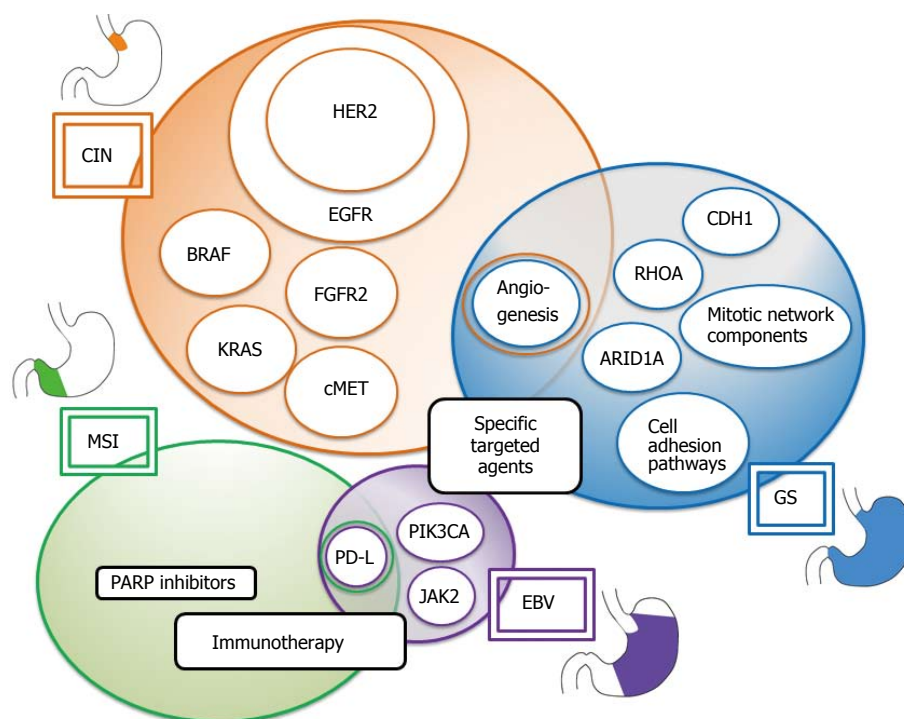 HER2
CIN
EGFR
CDH1
BRAF
RHOA
FGFR2
Angio-
genesis
Mitotic network
components
KRAS
ARID1A
cMET
Specific
targeted
agents
Cell
adhesion
pathways
MSI
GS
PIK3CA
PD-L
PARP inhibitors
JAK2
EBV
Immunotherapy